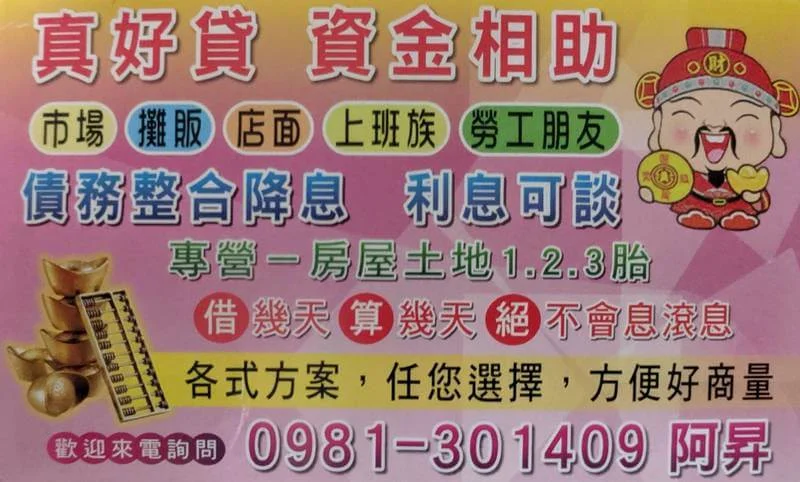 真好貸 資金相助
財
市場 攤販 店面 上班族 勞工朋友
債務整合降息 利息可談
專營－房屋土地1.2.3胎
借幾天 算幾天 絕不會息滾息
各式方案，任您選擇，方便好商量
歡迎來電詢問 0981-301409 阿昇